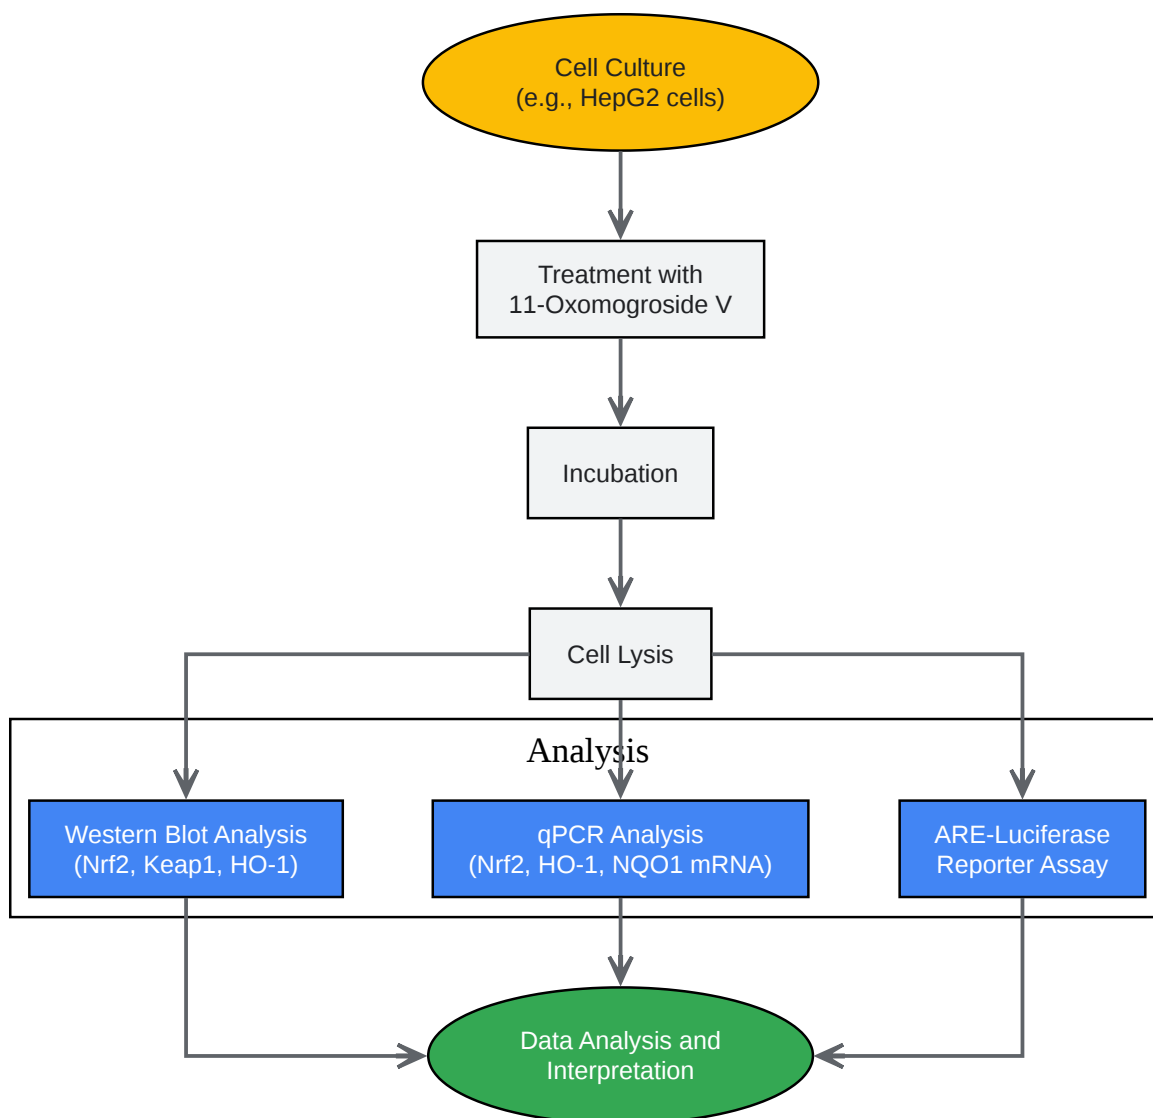 Cell Culture
(e.g., HepG2 cells)
Treatment with
11-Oxomogroside V
Incubation
Cell Lysis
Analysis
Western Blot Analysis
(Nrf2, Keap1, HO-1)
qPCR Analysis
(Nrf2, HO-1, NQO1 mRNA)
ARE-Luciferase
Reporter Assay
Data Analysis and
Interpretation